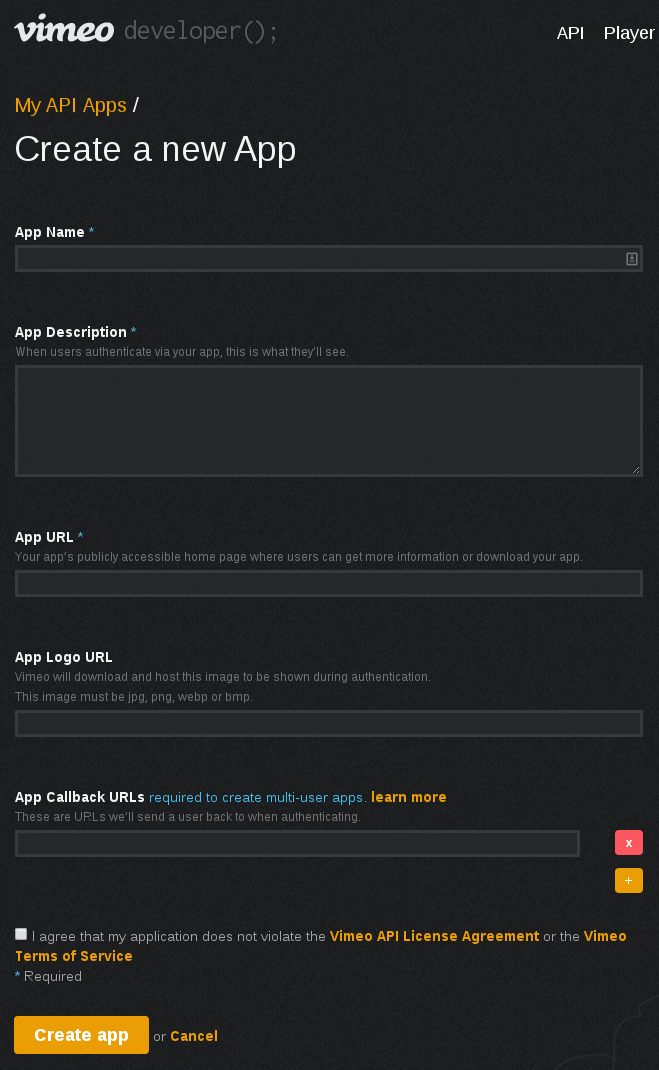 vimeo developer();
API Player
My API Apps /
Create a new App
App Name *
App Description *
When users authenticate via your app, this is what they'll see.
App URL *
Your app's publicly accessible home page where users can get more information or download your app.
App Logo URL
Vimeo will download and host this image to be shown during authentication.
This image must be jpg, png, webp or bmp.
App Callback URLs required to create multi-user apps. learn more
These are URLs we'll send a user back to when authenticating.
x
+
I agree that my application does not violate the Vimeo API License Agreement or the Vimeo
Terms of Service
* Required
Create app or Cancel